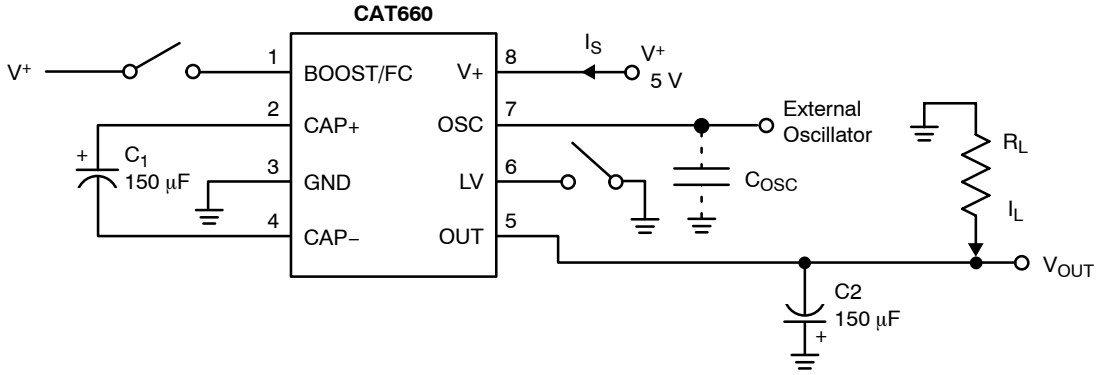 CAT660
V+
1
BOOST/FC
V+
8
IS
V+
5 V
2
CAP+
OSC
7
External
Oscillator
+
C1
150 μF
3
GND
LV
6
COSC
RL
IL
4
CAP−
OUT
5
VOUT
C2
150 μF
+